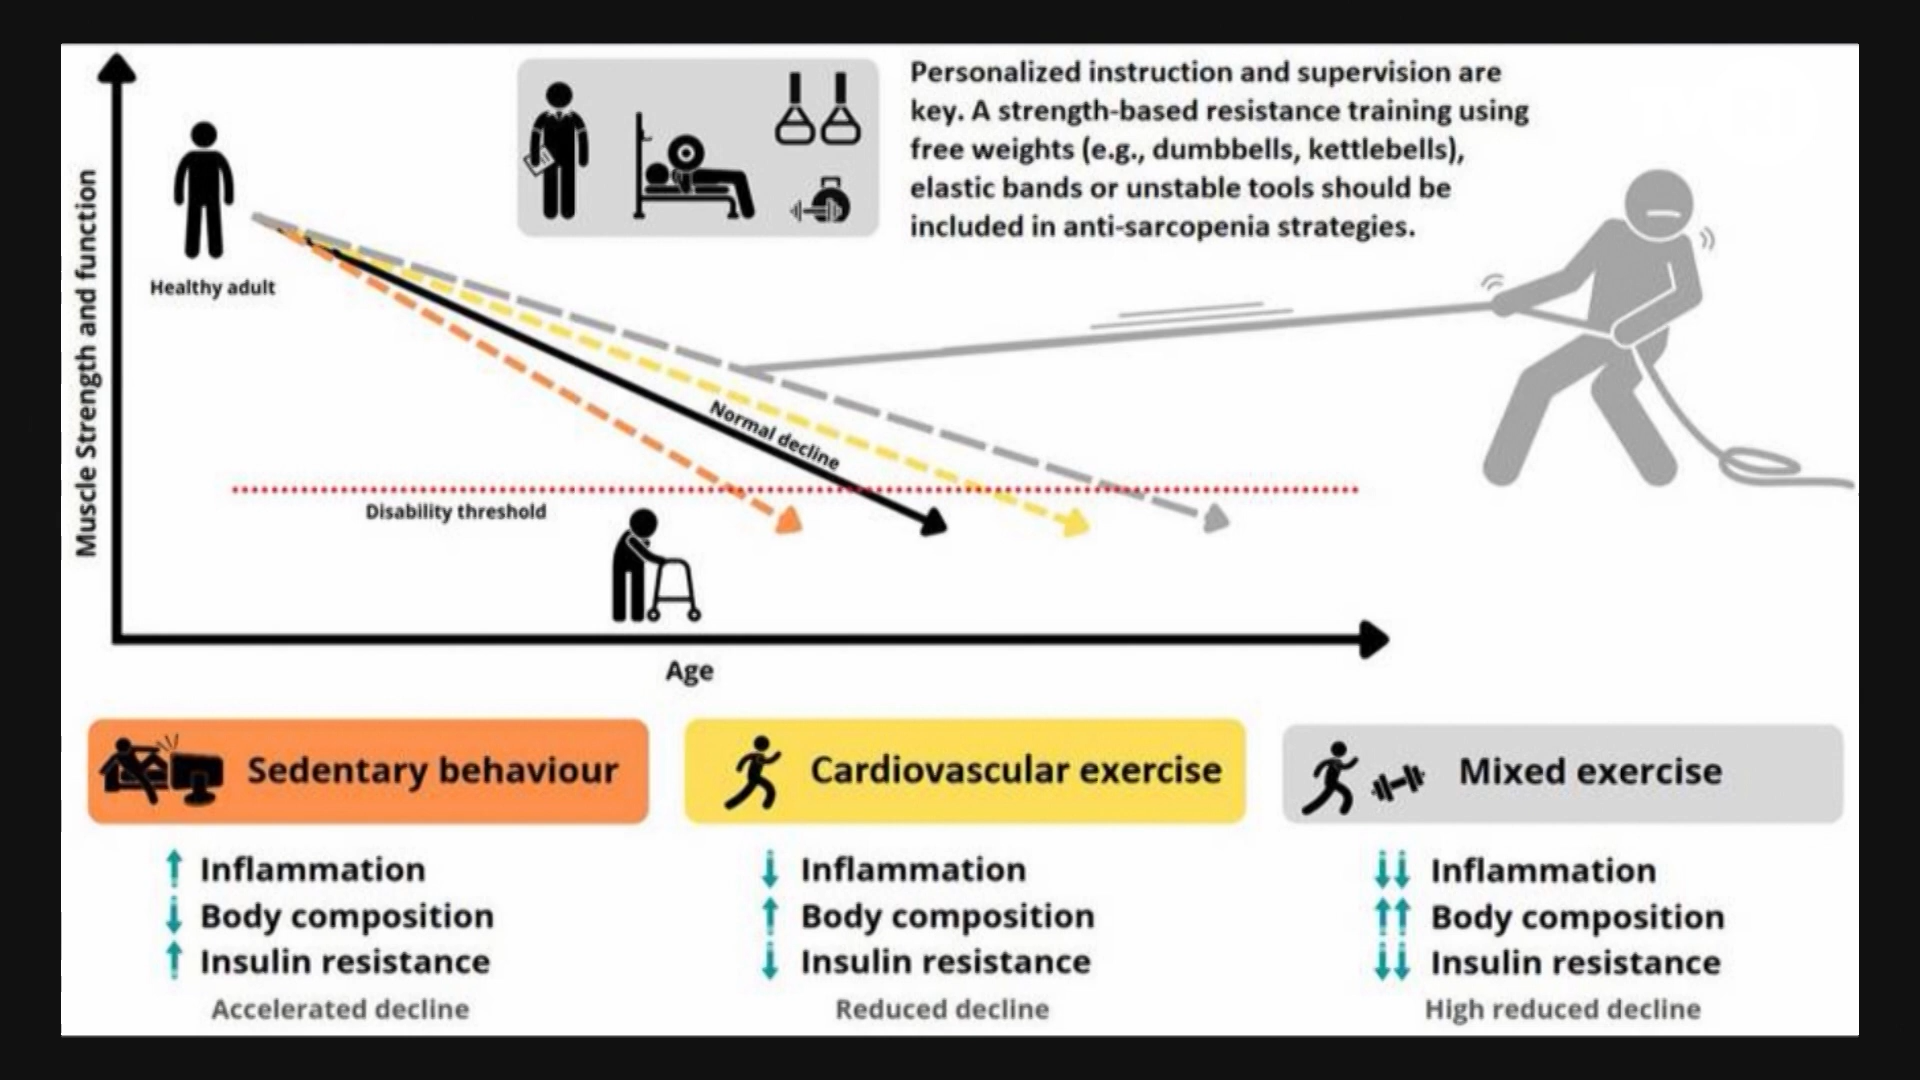 Personalized instruction and supervision are
key. A strength-based resistance training using
free weights (e.g., dumbbells, kettlebells),
elastic bands or unstable tools should be
included in anti-sarcopenia strategies.
Muscle Strength and function
Healthy adult
Normal decline
Disability threshold
Age
Sedentary behaviour
Inflammation
Body composition
Insulin resistance
Accelerated decline
Cardiovascular exercise
Inflammation
Body composition
Insulin resistance
Reduced decline
Mixed exercise
Inflammation
Body composition
Insulin resistance
High reduced decline